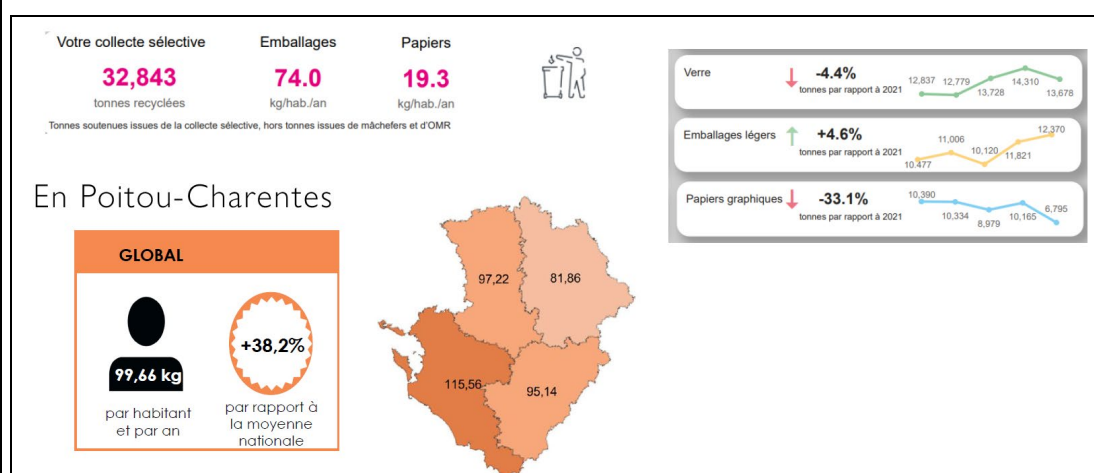 Votre collecte sélective
Emballages
Papiers
32,843
74.0
19.3
tonnes recyclées
kg/hab./an
kg/hab./an
Tonnes soutenues issues de la collecte sélective, hors tonnes issues de mâchefers et d'OMR
Verre
-4.4%
tonnes par rapport à 2021
12,837
12,779
13,728
14,310
13,678
Emballages légers
+4.6%
tonnes par rapport à 2021
10,477
11,006
10,120
11,821
12,370
Papiers graphiques
-33.1%
tonnes par rapport à 2021
10,390
10,334
8,979
10,165
6,795
En Poitou-Charentes
GLOBAL
99,66 kg
par habitant
et par an
+38,2%
par rapport à
la moyenne
nationale
97,22
81,86
115,56
95,14